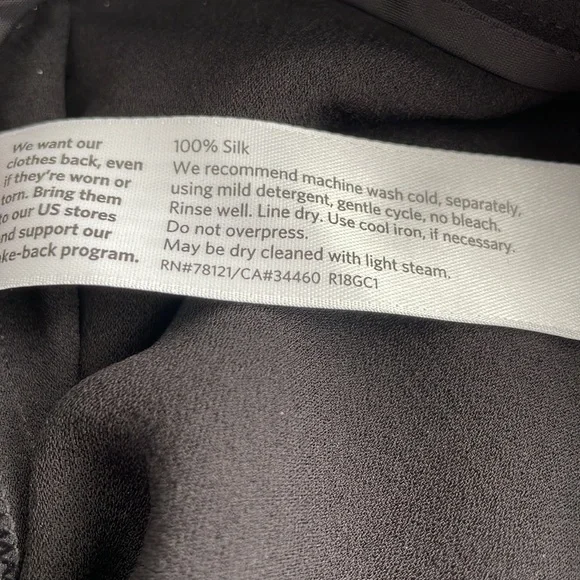 We want our
clothes back, even
if they're worn or
torn. Bring them
to our US stores
and support our
take-back program.
100% Silk
We recommend machine wash cold, separately,
using mild detergent, gentle cycle, no bleach.
Rinse well. Line dry. Use cool iron, if necessary.
Do not overpress.
May be dry cleaned with light steam.
RN#78121/CA#34460 R18GC1